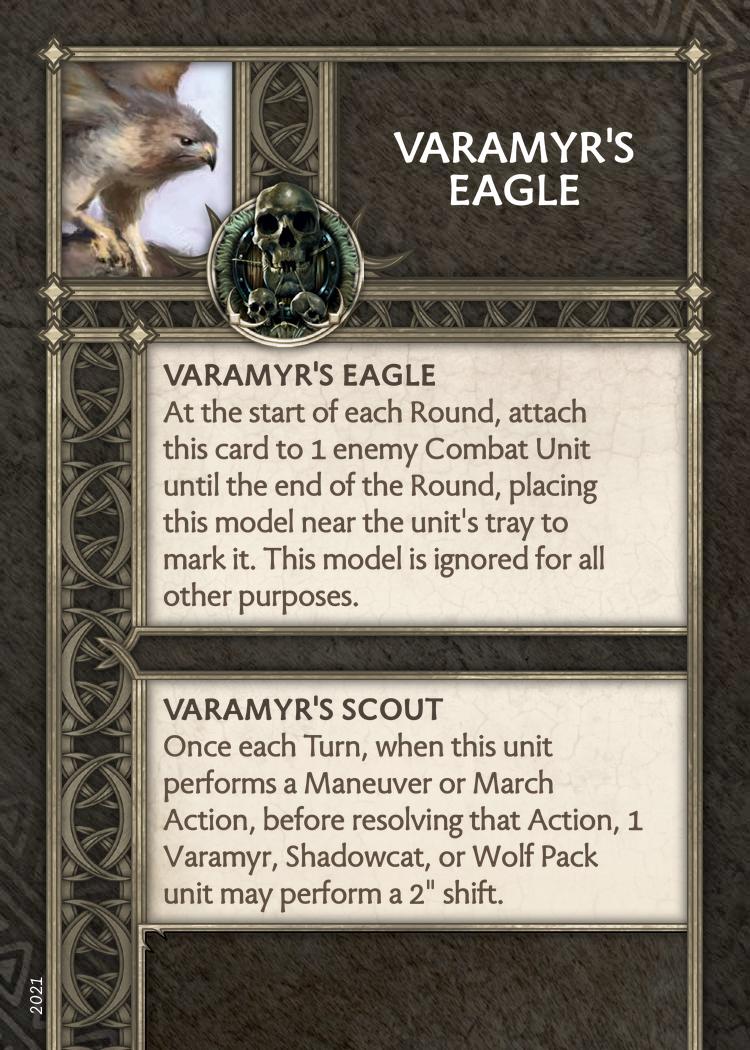 VARAMYR'S
EAGLE
VARAMYR'S EAGLE
At the start of each Round, attach
this card to 1 enemy Combat Unit
until the end of the Round, placing
this model near the unit's tray to
mark it. This model is ignored for all
other purposes.
VARAMYR'S SCOUT
Once each Turn, when this unit
performs a Maneuver or March
Action, before resolving that Action, 1
Varamyr, Shadowcat, or Wolf Pack
unit may perform a 2" shift.
2021